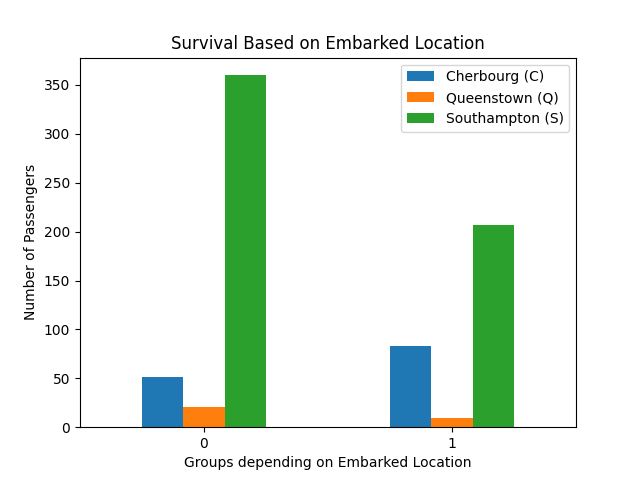 Survival Based on Embarked Location
Cherbourg (C)
Queenstown (Q)
Southampton (S)
Number of Passengers
350
300
250
200
150
100
50
0
0
1
Groups depending on Embarked Location